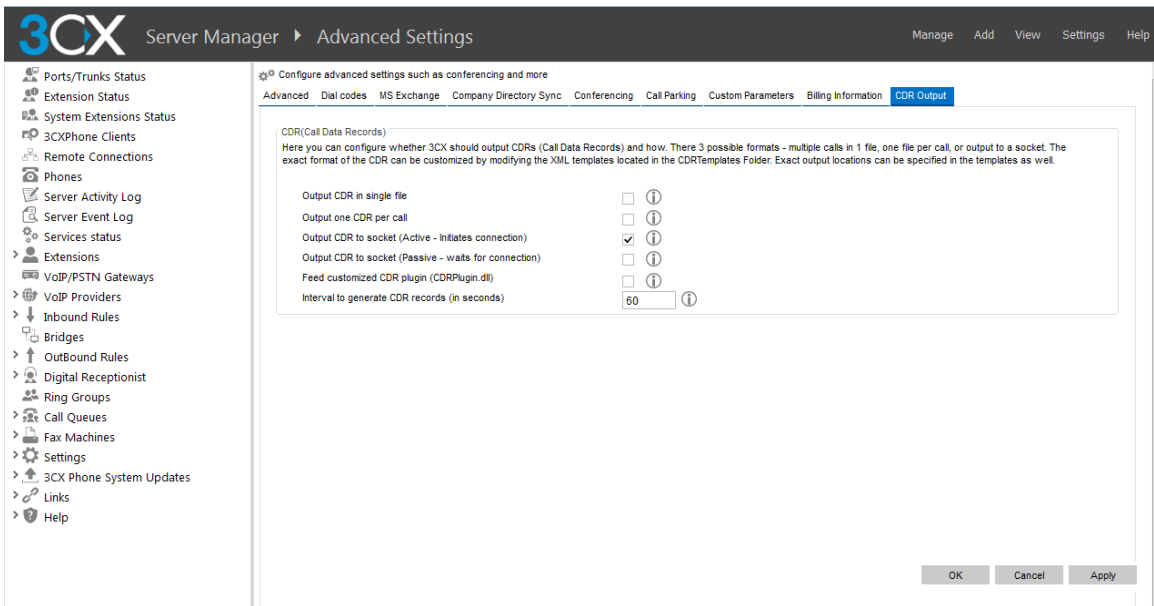 3CX Server Manager Advanced Settings
Manage Add View Settings Help
Ports/Trunks Status
Extension Status
System Extensions Status
3CXPhone Clients
Remote Connections
Phones
Server Activity Log
Server Event Log
Services status
Extensions
VoIP/PSTN Gateways
VoIP Providers
Inbound Rules
Bridges
OutBound Rules
Digital Receptionist
Ring Groups
Call Queues
Fax Machines
Settings
3CX Phone System Updates
Links
Help
Configure advanced settings such as conferencing and more
Advanced Dial codes MS Exchange Company Directory Sync Conferencing Call Parking Custom Parameters Billing Information CDR Output
CDR(Call Data Records)
Here you can configure whether 3CX should output CDRs (Call Data Records) and how. There 3 possible formats - multiple calls in 1 file, one file per call, or output to a socket. The
exact format of the CDR can be customized by modifying the XML templates located in the CDRTemplates Folder. Exact output locations can be specified in the templates as well.
Output CDR in single file
Output one CDR per call
Output CDR to socket (Active - Initiates connection)
Output CDR to socket (Passive - waits for connection)
Feed customized CDR plugin (CDRPlugin.dll)
Interval to generate CDR records (in seconds) 60
OK Cancel Apply